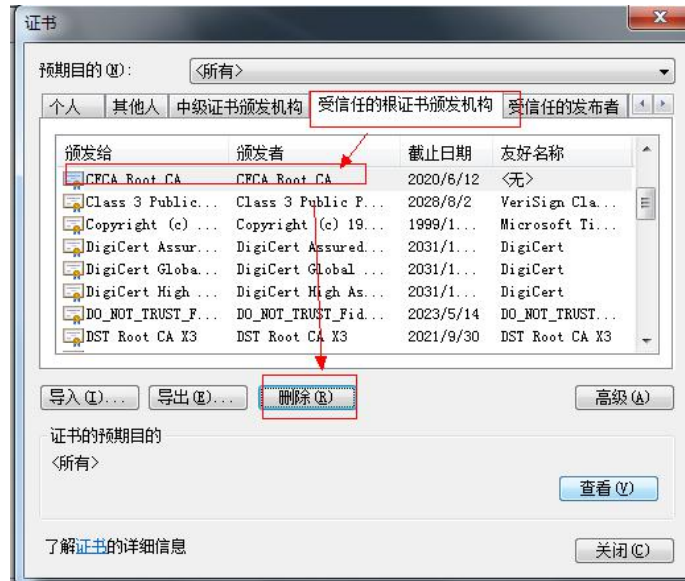 证书
预期目的(N): <所有>
个人 其他人 中级证书颁发机构 受信任的根证书颁发机构 受信任的发布者
颁发给 颁发者 截止日期 友好名称
CFCA Root CA CFCA Root CA 2020/6/12 <无>
Class 3 Public... Class 3 Public P... 2028/8/2 VeriSign Cla...
Copyright (c) ... Copyright (c) 19... 1999/1... Microsoft Ti...
DigiCert Assur... DigiCert Assured... 2031/1... DigiCert
DigiCert Globa... DigiCert Global ... 2031/1... DigiCert
DigiCert High ... DigiCert High As... 2031/1... DigiCert
DO_NOT_TRUST_F... DO_NOT_TRUST_Fid... 2023/5/14 DO_NOT_TRUST...
DST Root CA X3 DST Root CA X3 2021/9/30 DST Root CA X3
导入(I)... 导出(E)... 删除(R) 高级(A)
证书的预期目的
<所有>
查看(V)
了解证书的详细信息
关闭(C)